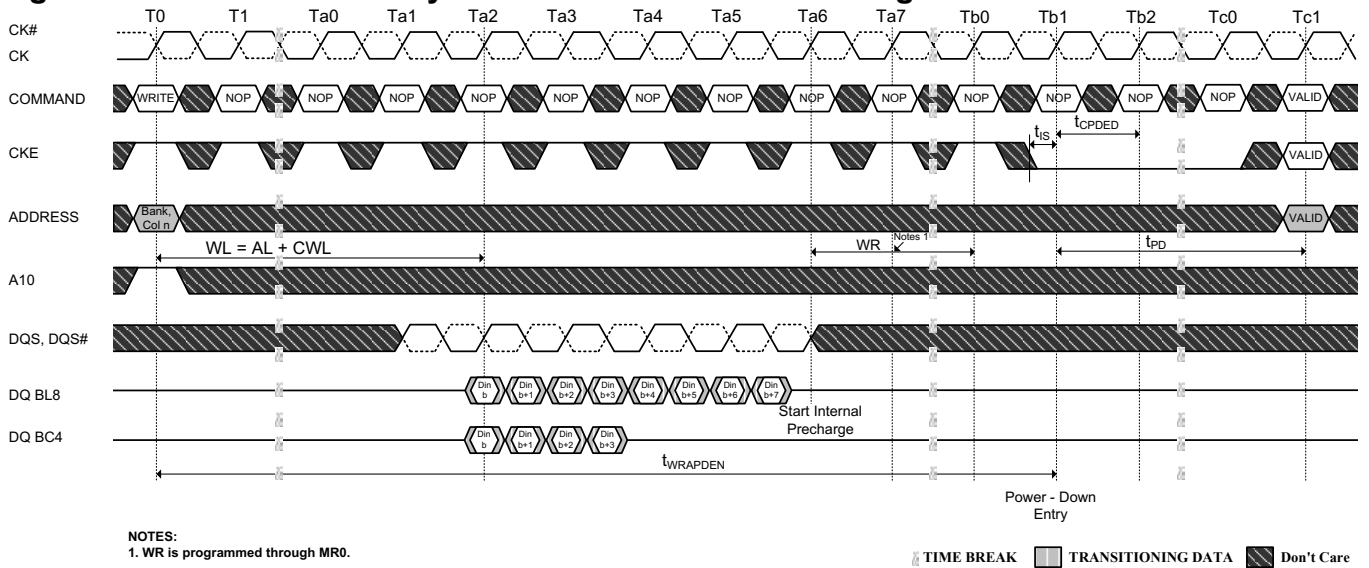 T0 T1 Ta0 Ta1 Ta2 Ta3 Ta4 Ta5 Ta6 Ta7 Tb0 Tb1 Tb2 Tc0 Tc1
CK#
CK
COMMAND WRITE NOP NOP NOP NOP NOP NOP NOP NOP NOP NOP NOP NOP NOP VALID
tIS tCPDED
CKE VALID
ADDRESS Bank, Col n VALID
WL = AL + CWL WR Notes 1 tPD
A10
DQS, DQS#
DQ BL8 Din b Din b+1 Din b+2 Din b+3 Din b+4 Din b+5 Din b+6 Din b+7
Start Internal
Precharge
DQ BC4 Din b Din b+1 Din b+2 Din b+3
tWRAPDEN
Power - Down
Entry
NOTES:
1. WR is programmed through MR0.
TIME BREAK TRANSITIONING DATA Don't Care